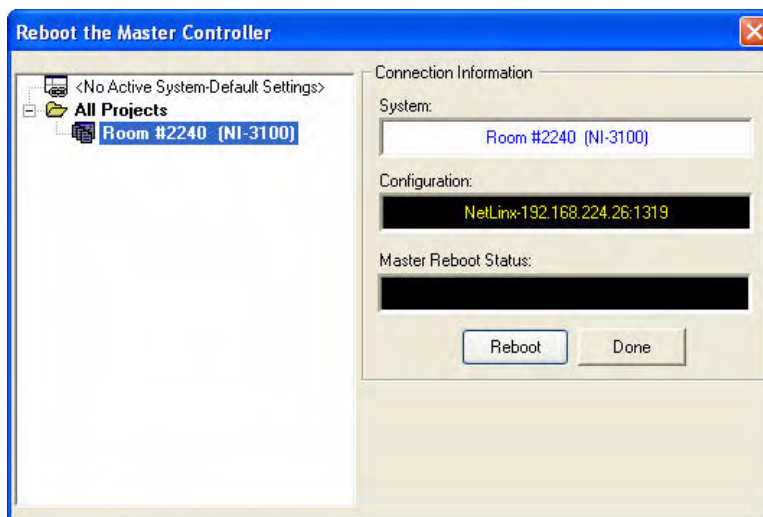 Reboot the Master Controller
<No Active System-Default Settings>
All Projects
Room #2240 (NI-3100)
Connection Information
System:
Room #2240 (NI-3100)
Configuration:
NetLinx-192.168.224.26:1319
Master Reboot Status:
Reboot
Done